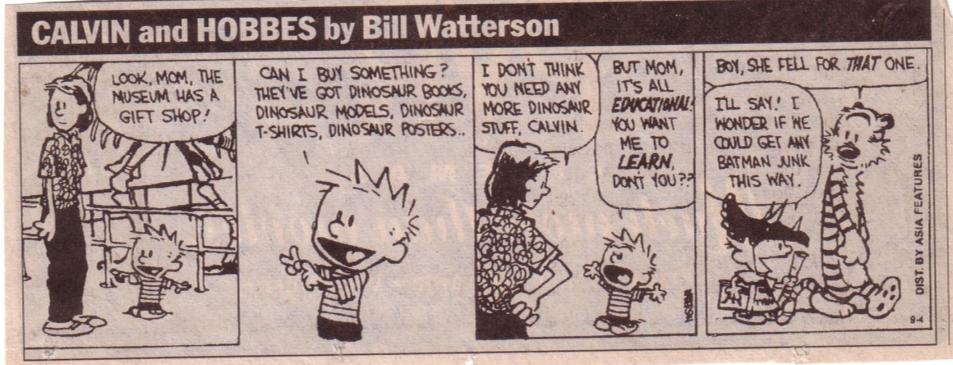 CALVIN and HOBBES by Bill Watterson
LOOK, MOM, THE
MUSEUM HAS A
GIFT SHOP!
CAN I BUY SOMETHING?
THEY'VE GOT DINOSAUR BOOKS,
DINOSAUR MODELS, DINOSAUR
T-SHIRTS, DINOSAUR POSTERS..
I DON'T THINK
YOU NEED ANY
MORE DINOSAUR
STUFF, CALVIN.
BUT MOM,
IT'S ALL
EDUCATIONAL!
YOU WANT
ME TO
LEARN,
DON'T YOU??
BOY, SHE FELL FOR THAT ONE.
I'LL SAY! I
WONDER IF WE
COULD GET ANY
BATMAN JUNK
THIS WAY.
DIST. BY ASIA FEATURES